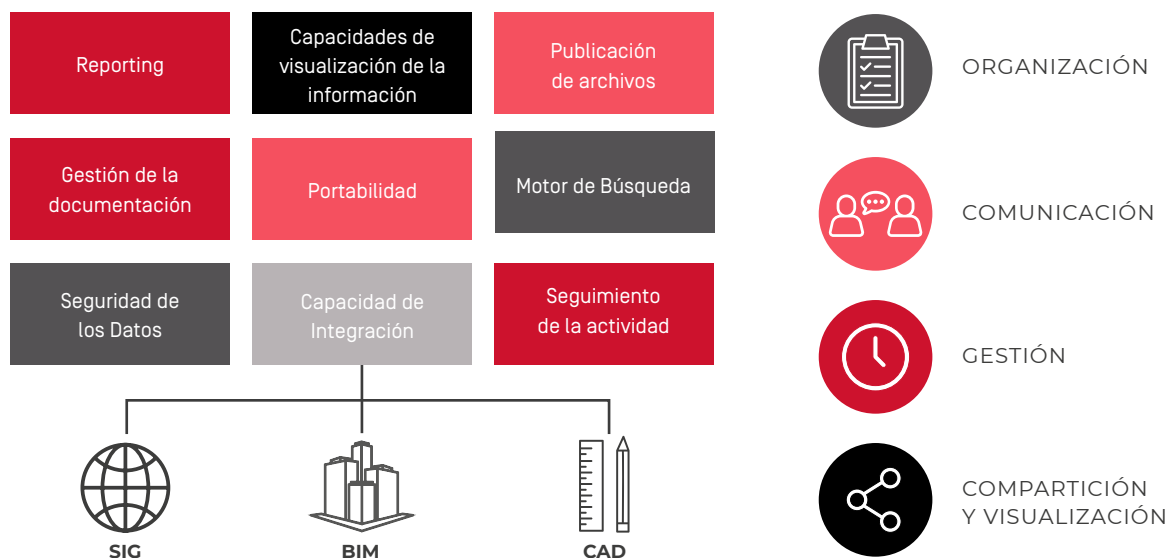 Reporting
Capacidades de
visualización de la
información
Publicación
de archivos
Gestión de la
documentación
Portabilidad
Motor de Búsqueda
Seguridad de
los Datos
Capacidad de
Integración
Seguimiento
de la actividad
SIG
BIM
CAD
ORGANIZACIÓN
COMUNICACIÓN
GESTIÓN
COMPARTICIÓN
Y VISUALIZACIÓN